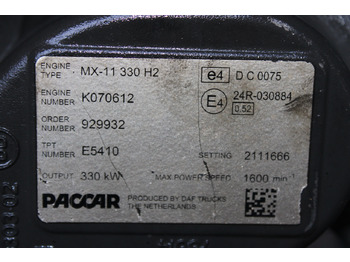 ENGINE TYPE MX-11 330 H2 e4 D C 0075
ENGINE NUMBER K070612 E4 24R-030884
0.52
ORDER NUMBER 929932
TPT NUMBER E5410 SETTING 2111666
OUTPUT 330 kW MAX POWER SPEED 1600 min⁻¹
PACCAR PRODUCED BY DAF TRUCKS
THE NETHERLANDS